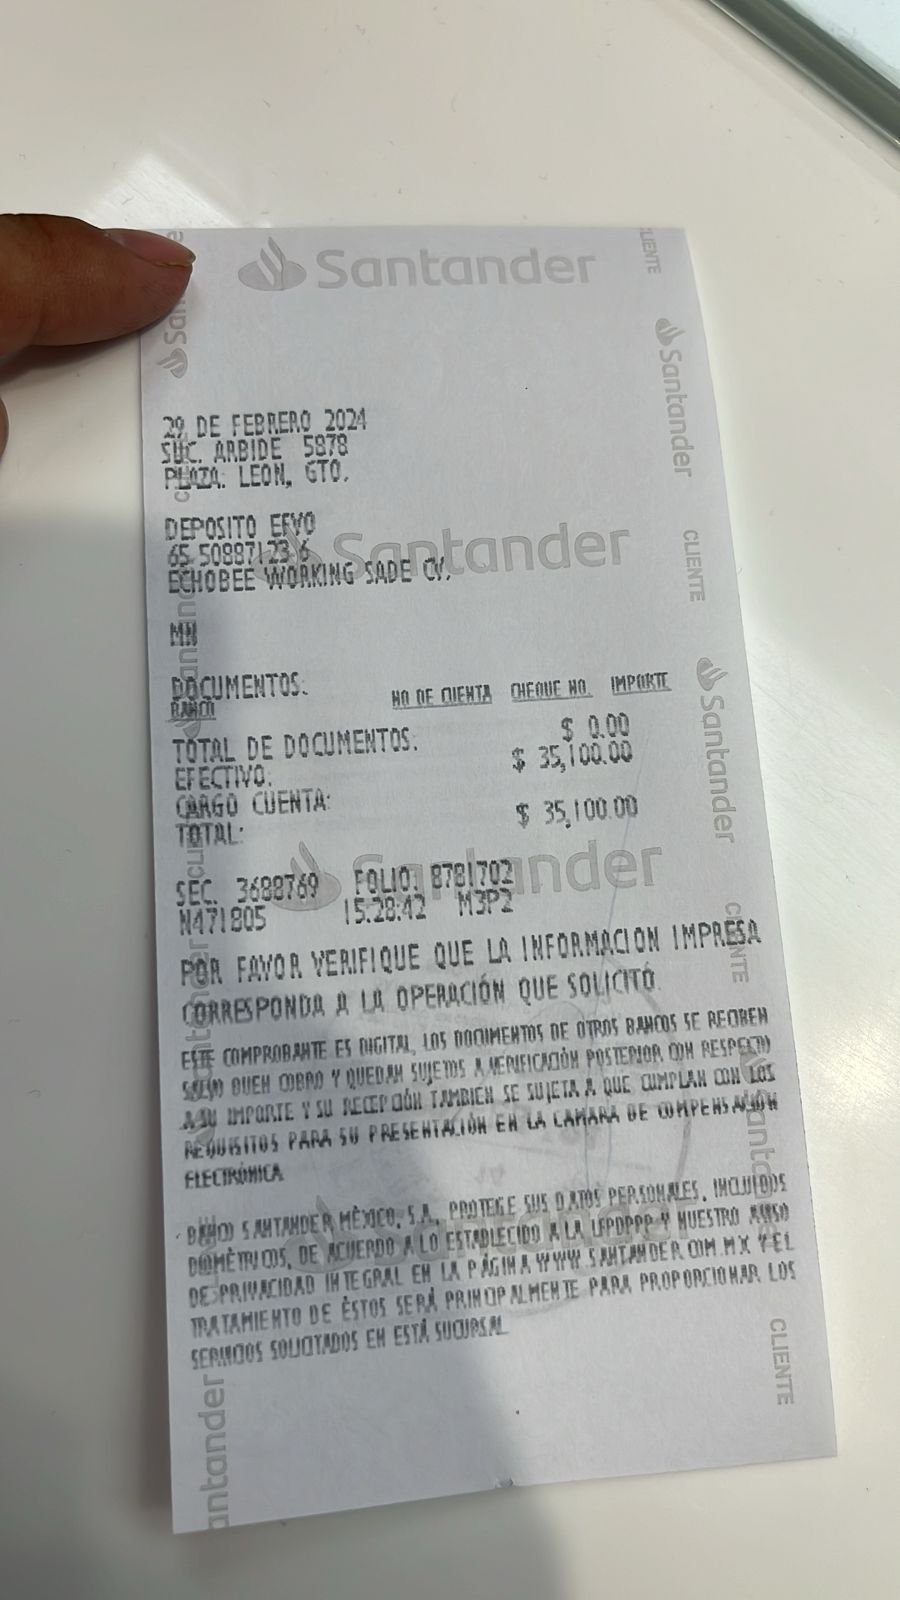 Santander
29 DE FEBRERO 2024
SUC. ARBIDE 5878
PLAZA: LEON, GTO.
DEPOSITO EFVO
65-50887123-6
ECHOBEE WORKING SADE CV.
MN
DOCUMENTOS:
BANCO NO DE CUENTA CHEQUE NO. IMPORTE
TOTAL DE DOCUMENTOS: $ 0.00
EFECTIVO: $ 35,100.00
CARGO CUENTA:
TOTAL: $ 35,100.00
SEC. 3688769 FOLIO: 8781702
N471805 15:28:42 M3P2
POR FAVOR VERIFIQUE QUE LA INFORMACION IMPRESA
CORRESPONDA A LA OPERACIÓN QUE SOLICITÓ.
ESTE COMPROBANTE ES DIGITAL, LOS DOCUMENTOS DE OTROS BANCOS SE RECIBEN
SALVO BUEN COBRO Y QUEDAN SUJETOS A VERIFICACIÓN POSTERIOR CON RESPECTO
A SU IMPORTE Y SU RECEPCIÓN TAMBIEN SE SUJETA A QUE CUMPLAN CON LOS
REQUISITOS PARA SU PRESENTACIÓN EN LA CAMARA DE COMPENSACIÓN
ELECTRÓNICA
BANCO SANTANDER MÉXICO, S.A. PROTEGE SUS DATOS PERSONALES, INCLUIDOS
BIOMÉTRICOS, DE ACUERDO A LO ESTABLECIDO A LA LFPDPPP Y NUESTRO AVISO
DE PRIVACIDAD INTEGRAL EN LA PÁGINA WWW.SANTANDER.COM.MX Y EL
TRATAMIENTO DE ÉSTOS SERÁ PRINCIPALMENTE PARA PROPORCIONAR LOS
SERVICIOS SOLICITADOS EN ESTÁ SUCURSAL
Santander
CLIENTE
Santander
CLIENTE
Santander
CLIENTE